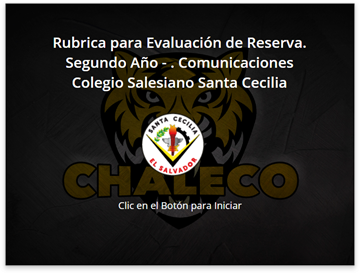 Rubrica para Evaluación de Reserva.
Segundo Año - . Comunicaciones
Colegio Salesiano Santa Cecilia
SANTA CECILIA
EL SALVADOR
CHALECO
Clic en el Botón para Iniciar